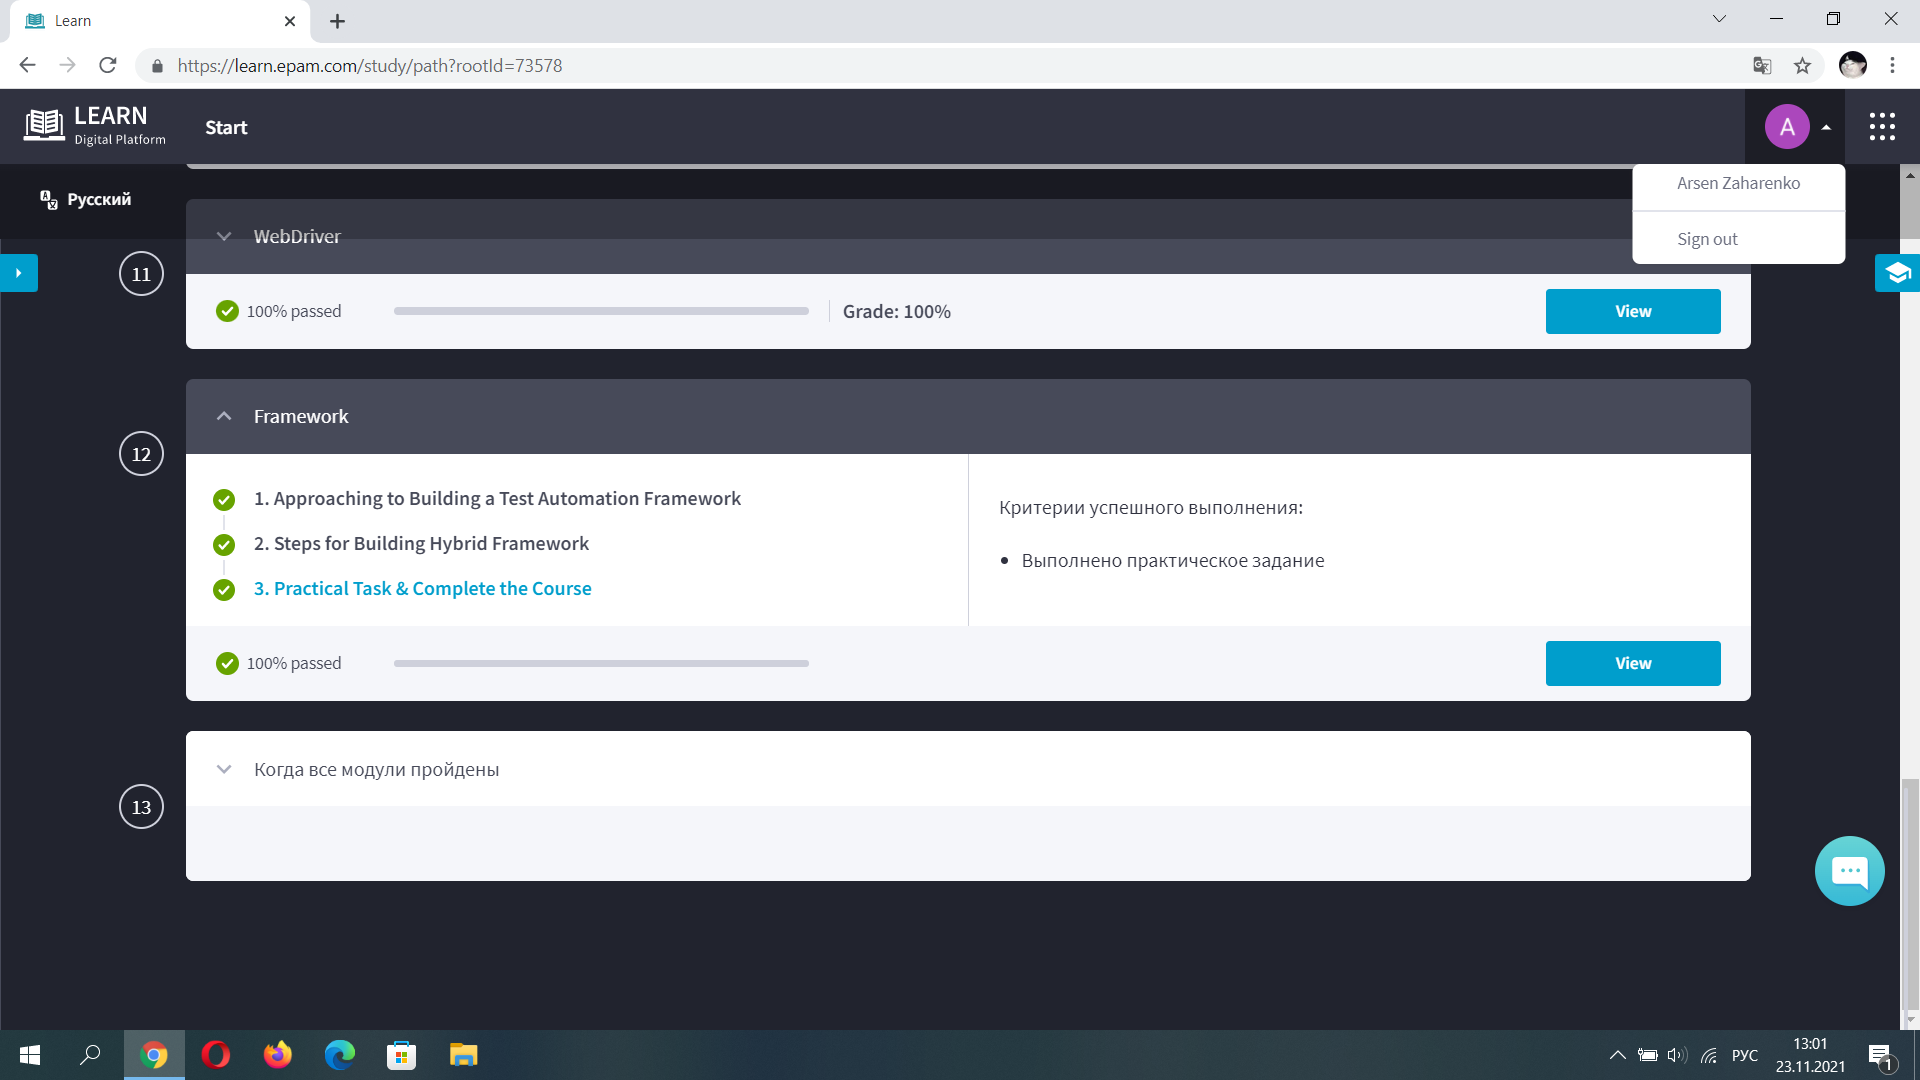 Learn
https://learn.epam.com/study/path?rootId=73578
LEARN
Digital Platform
Start
A
Arsen Zaharenko
Sign out
Русский
WebDriver
11
100% passed
Grade: 100%
View
Framework
12
1. Approaching to Building a Test Automation Framework
2. Steps for Building Hybrid Framework
3. Practical Task & Complete the Course
Критерии успешного выполнения:
• Выполнено практическое задание
100% passed
View
Когда все модули пройдены
13
РУС
13:01
23.11.2021
1